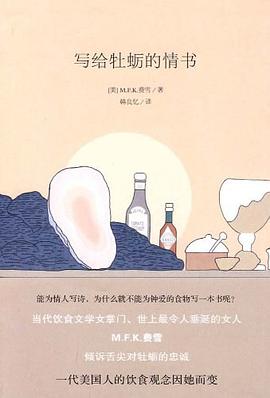 写给牡蛎的情书
[美] M.F.K.费雪 / 著
韩良忆 / 译
能为情人写诗，为什么就不能为钟爱的食物写一本书呢?
当代饮食文学女掌门、世上最令人垂涎的女人
M.F.K.费雪
倾诉舌尖对牡蛎的忠诚
一代美国人的饮食观念因她而变